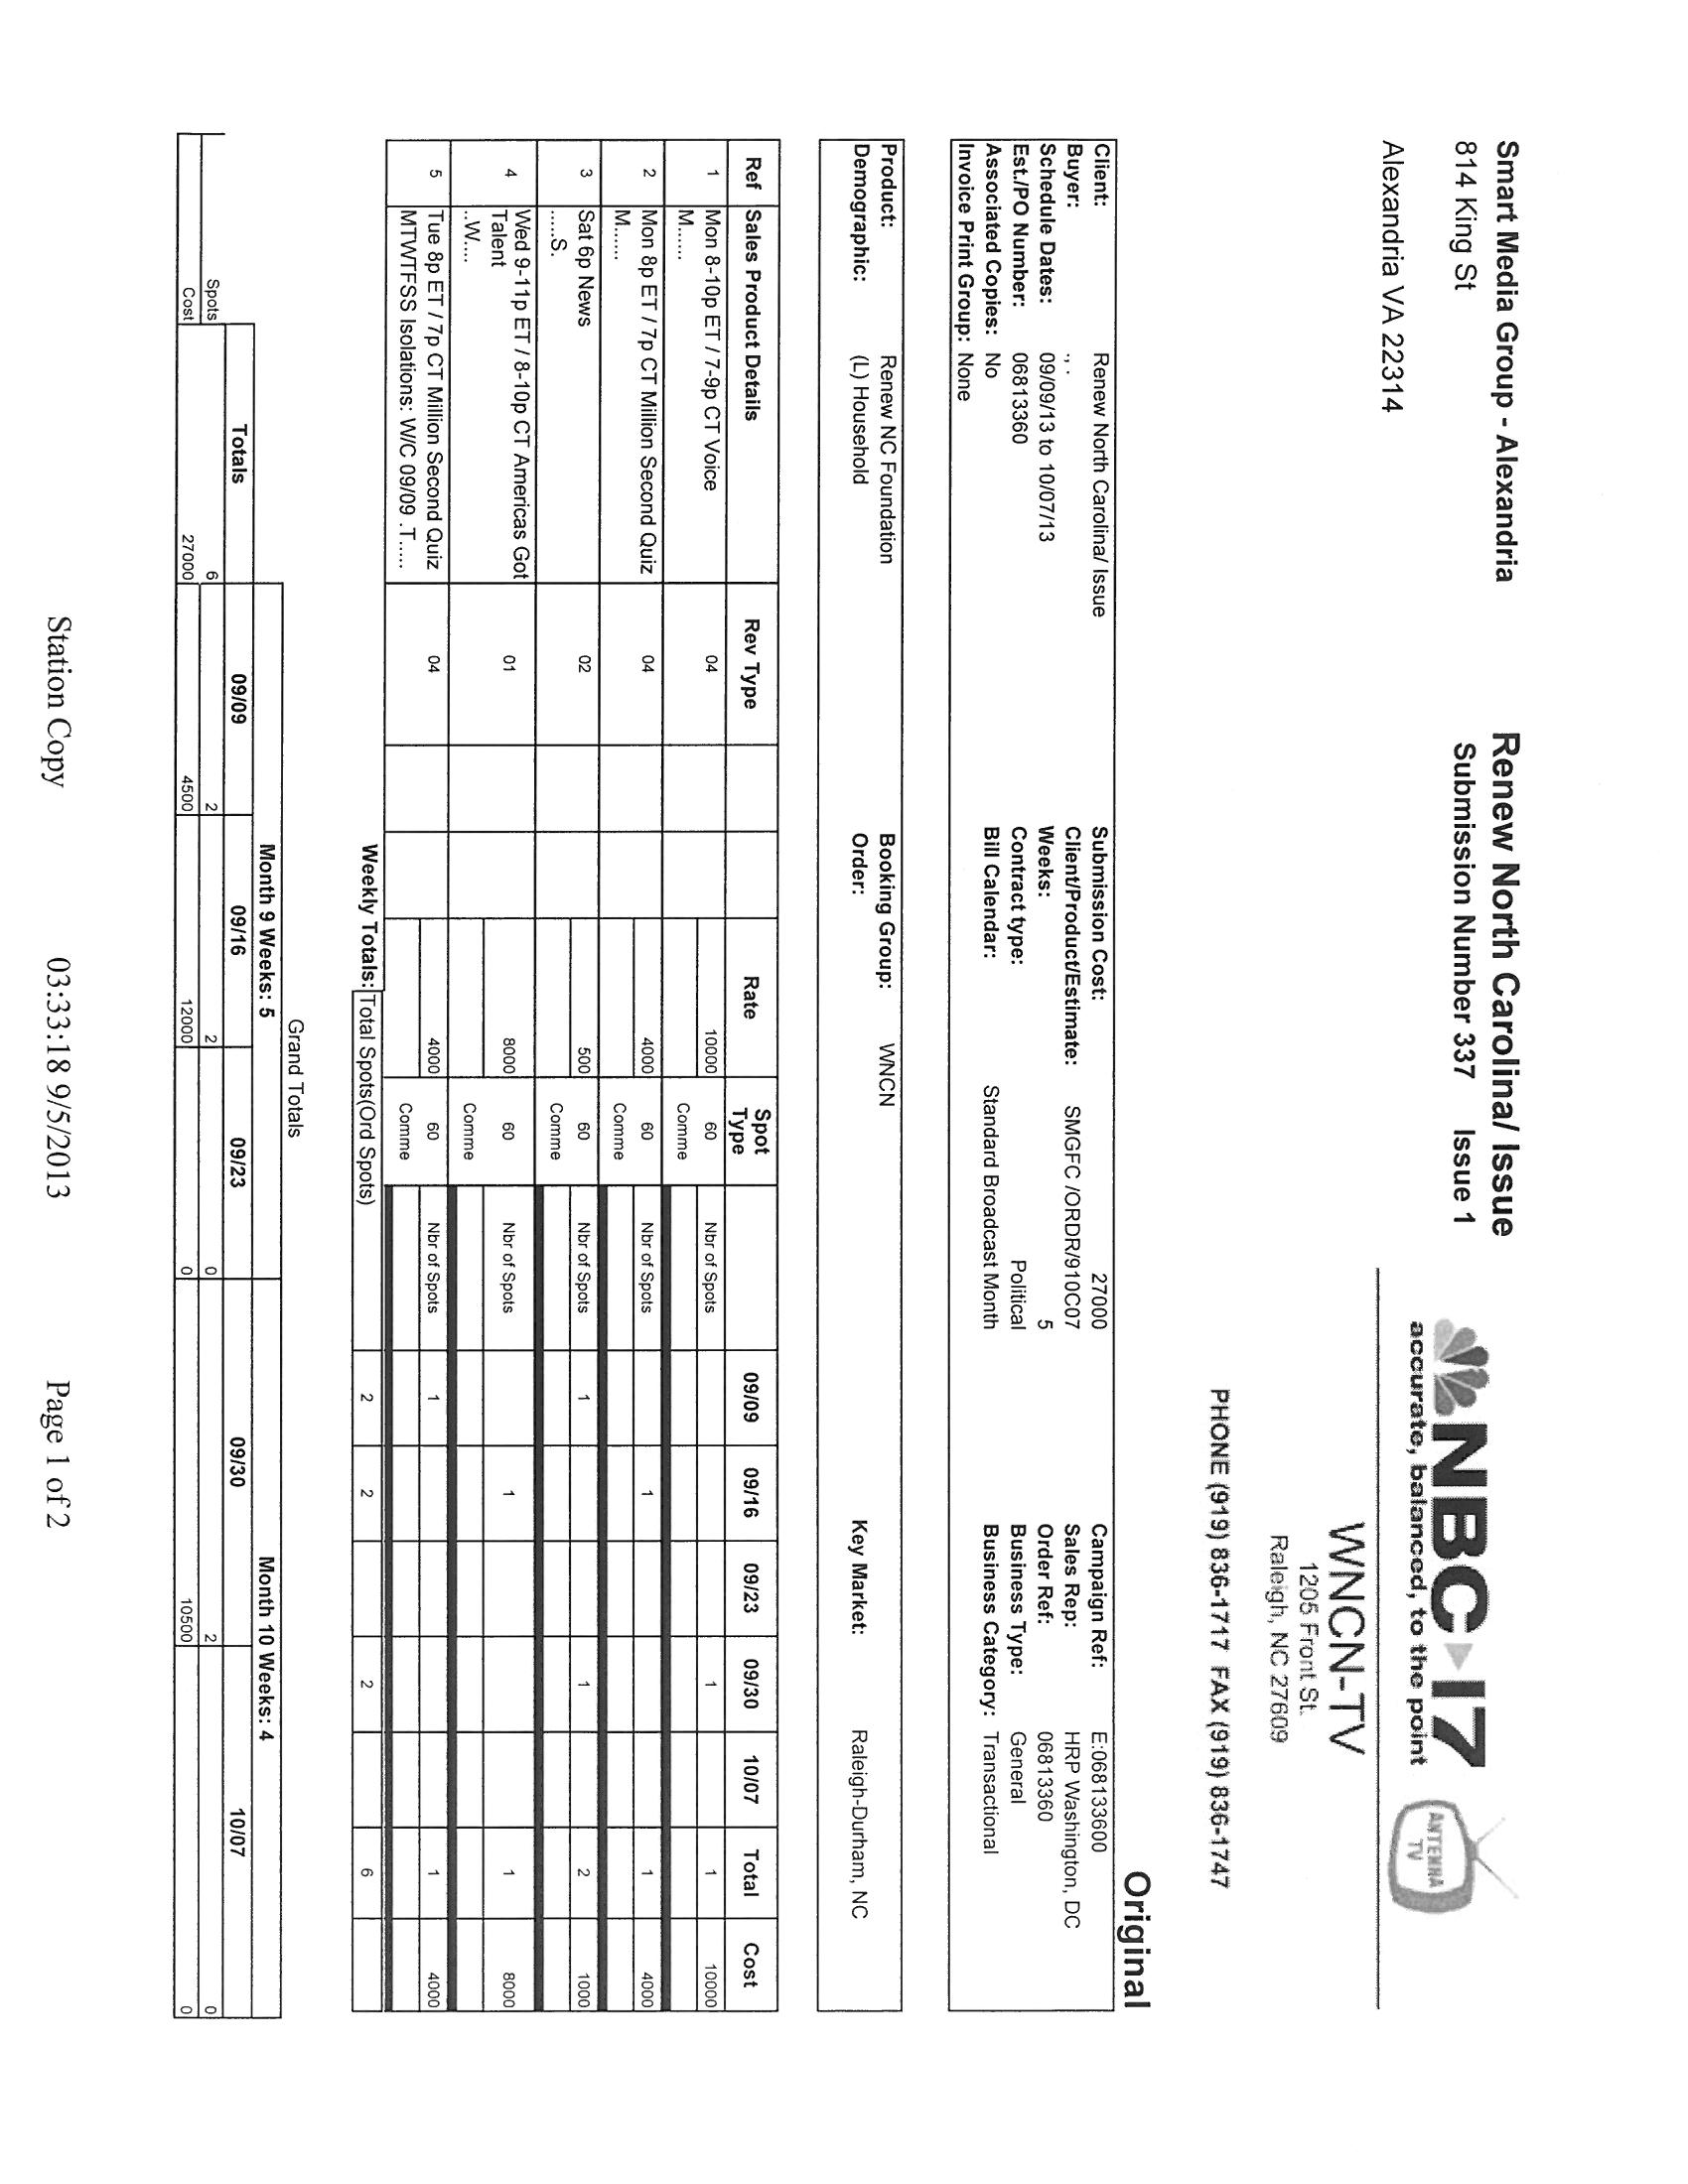 Smart Media Group - Alexandria
814 King St
Alexandria VA 22314
Renew North Carolina/ Issue
Submission Number 337 Issue 1
NBC 17
accurate, balanced, to the point
ANTENNA
TV
WNCN-TV
1205 Front St.
Raleigh, NC 27609
PHONE (919) 836-1717 FAX (919) 836-1747
Original
Client: Renew North Carolina/ Issue Submission Cost: 27000 Campaign Ref: E:068133600
Buyer: ., . Client/Product/Estimate: SMGFC /ORDR/910C07 Sales Rep: HRP Washington, DC
Schedule Dates: 09/09/13 to 10/07/13 Weeks: 5 Order Ref: 06813360
Est./PO Number: 06813360 Contract type: Political Business Type: General
Associated Copies: No Bill Calendar: Standard Broadcast Month Business Category: Transactional
Invoice Print Group: None
Product: Renew NC Foundation Booking Group: WNCN
Demographic: (L) Household Order: Key Market: Raleigh-Durham, NC
Ref Sales Product Details Rev Type Rate Spot Type 09/09 09/16 09/23 09/30 10/07 Total Cost
1 Mon 8-10p ET / 7-9p CT Voice 04 10000 60 Nbr of Spots 1 1 10000
M...... Comme
2 Mon 8p ET / 7p CT Million Second Quiz 04 4000 60 Nbr of Spots 1 1 4000
M...... Comme
3 Sat 6p News 02 500 60 Nbr of Spots 1 1 2 1000
.....S. Comme
4 Wed 9-11p ET / 8-10p CT Americas Got 01 8000 60 Nbr of Spots 1 1 8000
Talent
..W.... Comme
5 Tue 8p ET / 7p CT Million Second Quiz 04 4000 60 Nbr of Spots 1 1 4000
MTWTFSS Isolations: W/C 09/09 .T..... Comme
Weekly Totals: Total Spots(Ord Spots) 2 2 2 6
Grand Totals
Month 9 Weeks: 5 Month 10 Weeks: 4
Totals 09/09 09/16 09/23 09/30 10/07
Spots 6 2 2 0 2 0
Cost 27000 4500 12000 0 10500 0
Station Copy 03:33:18 9/5/2013 Page 1 of 2